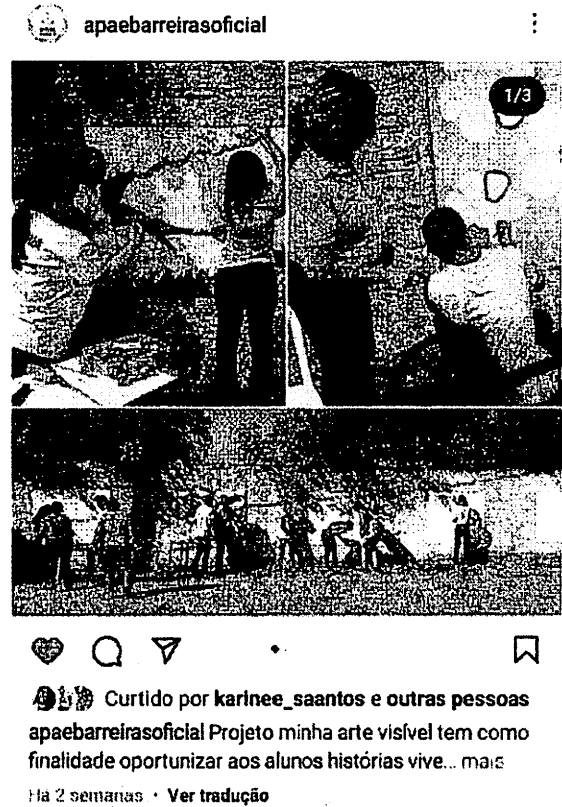 apaebarreirasoficial
1/3
Curtido por karinee_saantos e outras pessoas
apaebarreirasoficial Projeto minha arte visível tem como
finalidade oportunizar aos alunos histórias vive... mais
Há 2 semanas · Ver tradução